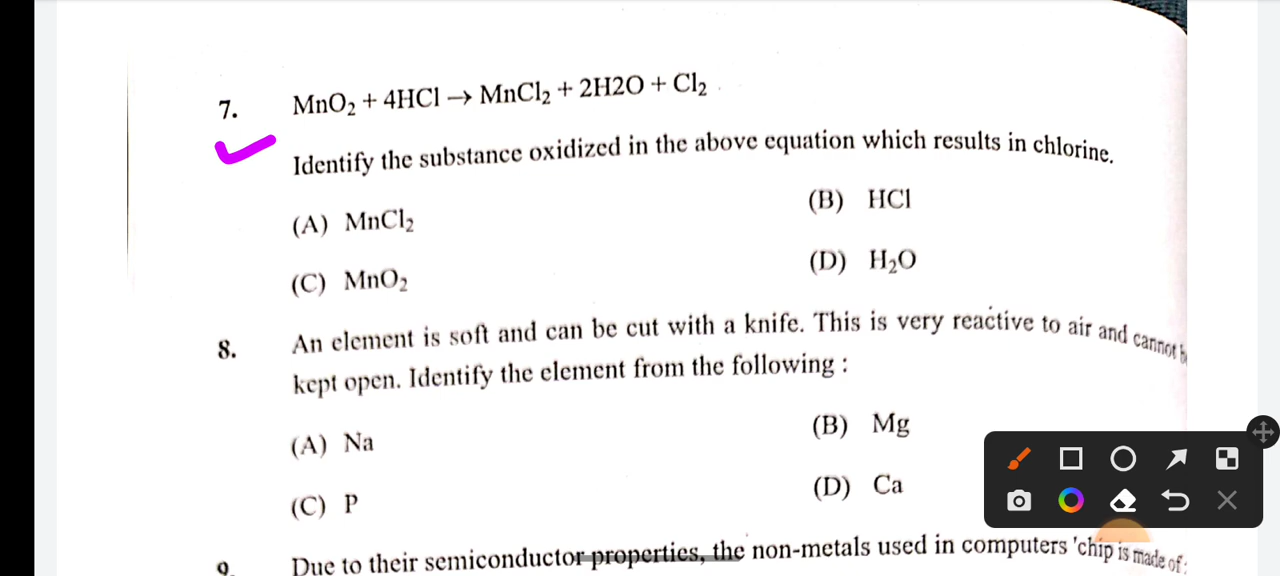 7. MnO₂ + 4HCl → MnCl₂ + 2H2O + Cl₂
Identify the substance oxidized in the above equation which results in chlorine.
(A) MnCl₂ (B) HCl
(C) MnO₂ (D) H₂O
8. An element is soft and can be cut with a knife. This is very reactive to air and cannot
kept open. Identify the element from the following :
(A) Na (B) Mg
(C) P (D) Ca
9. Due to their semiconductor properties, the non-metals used in computers 'chip is made of :